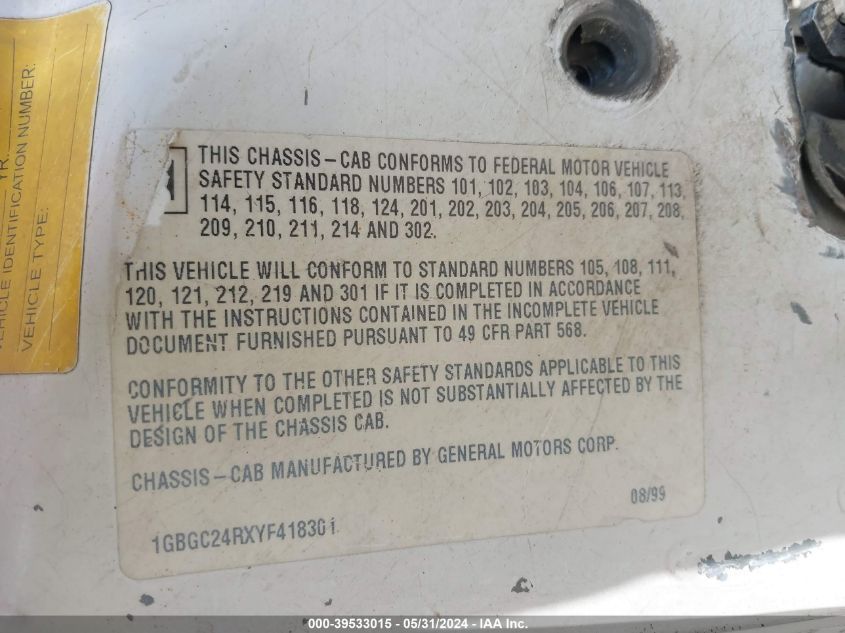 YR:
VEHICLE IDENTIFICATION NUMBER:
VEHICLE TYPE:
THIS CHASSIS-CAB CONFORMS TO FEDERAL MOTOR VEHICLE
SAFETY STANDARD NUMBERS 101, 102, 103, 104, 106, 107, 113,
114, 115, 116, 118, 124, 201, 202, 203, 204, 205, 206, 207, 208,
209, 210, 211, 214 AND 302.
THIS VEHICLE WILL CONFORM TO STANDARD NUMBERS 105, 108, 111,
120, 121, 212, 219 AND 301 IF IT IS COMPLETED IN ACCORDANCE
WITH THE INSTRUCTIONS CONTAINED IN THE INCOMPLETE VEHICLE
DOCUMENT FURNISHED PURSUANT TO 49 CFR PART 568.
CONFORMITY TO THE OTHER SAFETY STANDARDS APPLICABLE TO THIS
VEHICLE WHEN COMPLETED IS NOT SUBSTANTIALLY AFFECTED BY THE
DESIGN OF THE CHASSIS CAB.
CHASSIS-CAB MANUFACTURED BY GENERAL MOTORS CORP.
08/99
1GBGC24RXYF418301
000-39533015 - 05/31/2024 - IAA Inc.